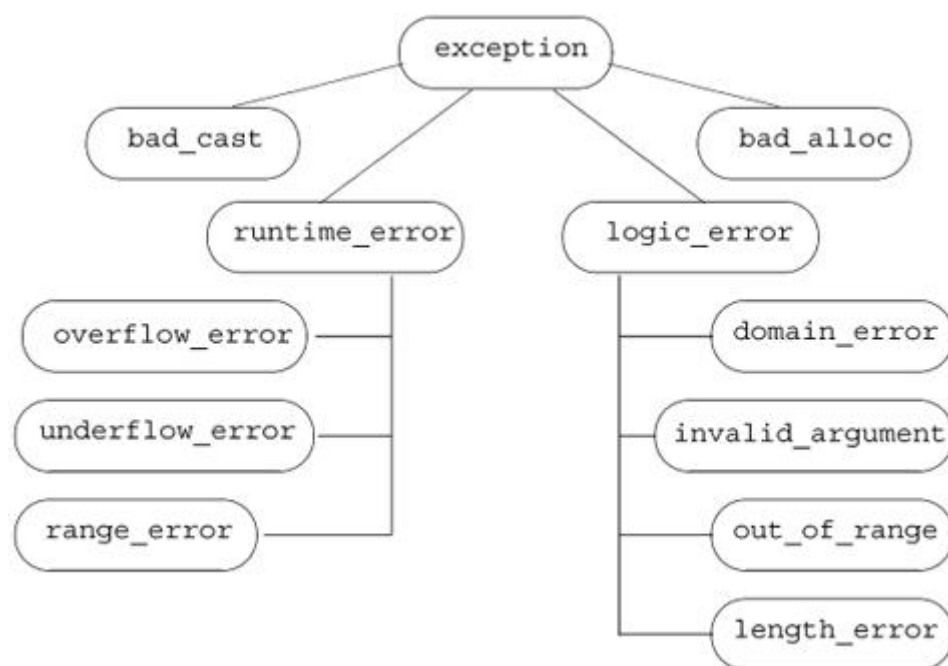 exception
bad_cast
bad_alloc
runtime_error
logic_error
overflow_error
domain_error
underflow_error
invalid_argument
range_error
out_of_range
length_error